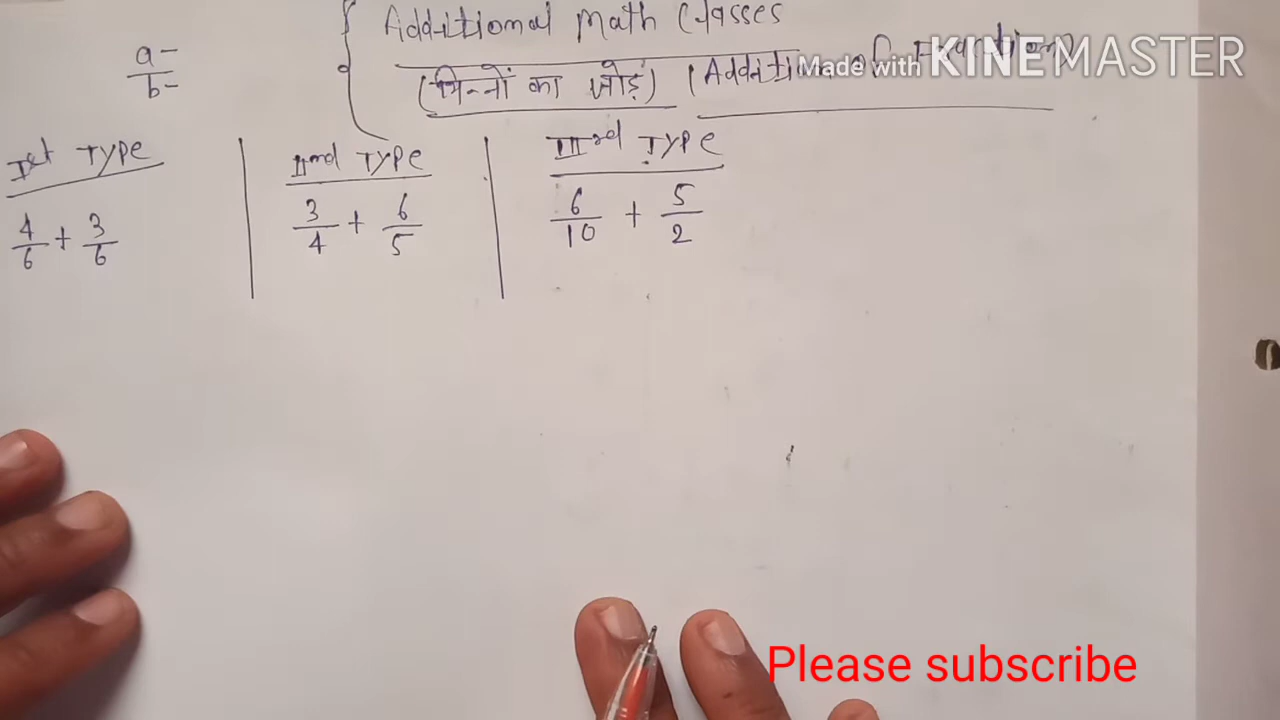 Additional Math Classes
(भिन्नों का जोड़) (Addition of Fractions)
Made with KINEMASTER
a-
b-
Ist TYPE
4/6 + 3/6
IInd TYPE
3/4 + 6/5
IIIrd TYPE
6/10 + 5/2
Please subscribe